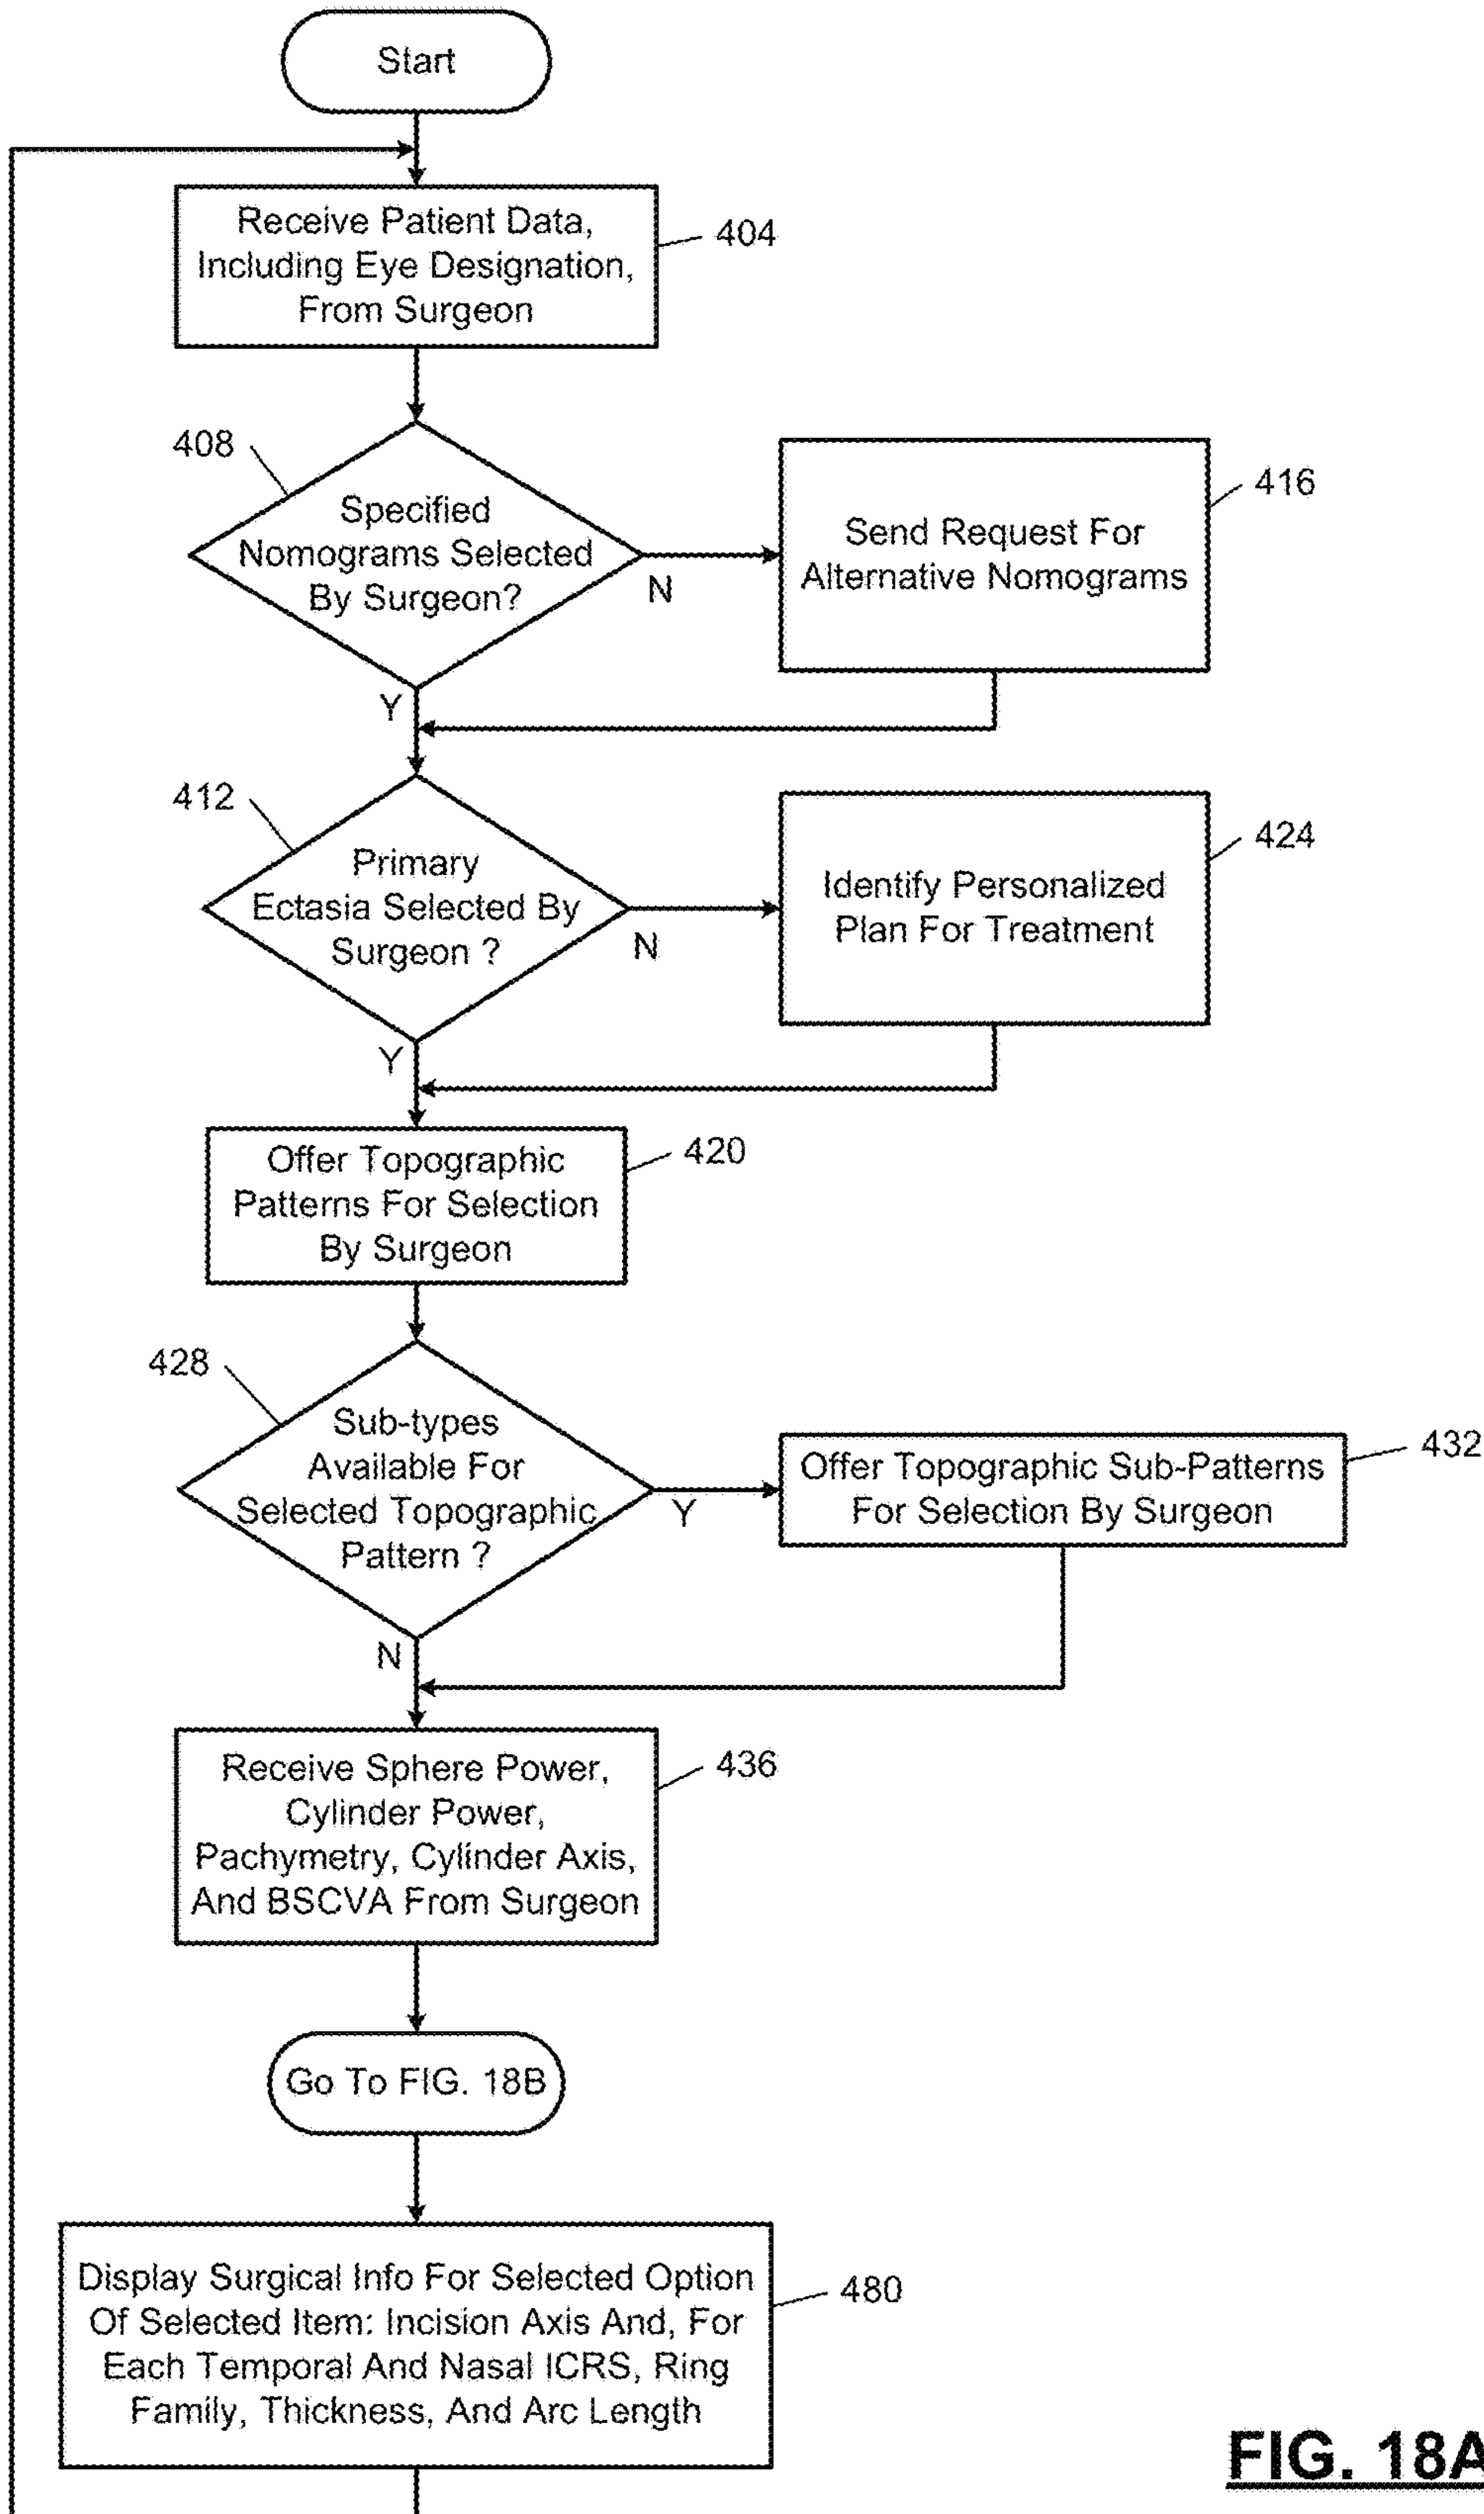 Start
Receive Patient Data,
Including Eye Designation,
From Surgeon
404
408
Specified
Nomograms Selected
By Surgeon?
N
Y
Send Request For
Alternative Nomograms
416
412
Primary
Ectasia Selected By
Surgeon ?
N
Y
Identify Personalized
Plan For Treatment
424
Offer Topographic
Patterns For Selection
By Surgeon
420
428
Sub-types
Available For
Selected Topographic
Pattern ?
Y
N
Offer Topographic Sub-Patterns
For Selection By Surgeon
432
Receive Sphere Power,
Cylinder Power,
Pachymetry, Cylinder Axis,
And BSCVA From Surgeon
436
Go To FIG. 18B
Display Surgical Info For Selected Option
Of Selected Item: Incision Axis And, For
Each Temporal And Nasal ICRS, Ring
Family, Thickness, And Arc Length
480
FIG. 18A